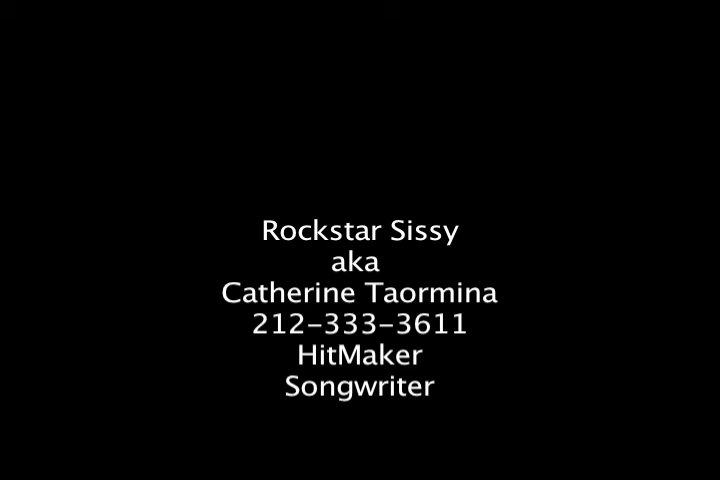 Rockstar Sissy
aka
Catherine Taormina
212-333-3611
HitMaker
Songwriter